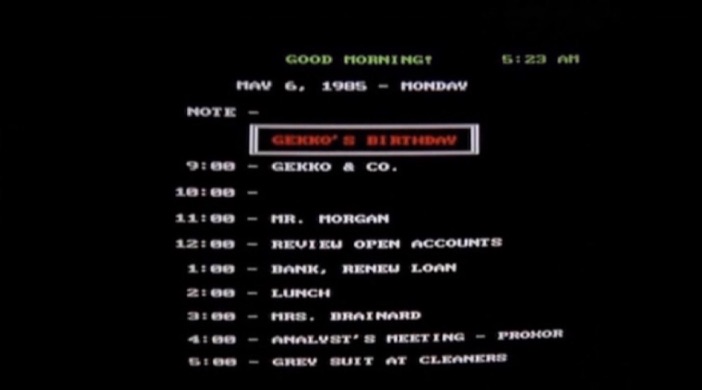 GOOD MORNING! 5:23 AM
MAY 6, 1985 - MONDAY
NOTE -
GEKKO'S BIRTHDAY
9:00 - GEKKO & CO.
10:00 -
11:00 - MR. MORGAN
12:00 - REVIEW OPEN ACCOUNTS
1:00 - BANK, RENEW LOAN
2:00 - LUNCH
3:00 - MRS. BRAINARD
4:00 - ANALYST'S MEETING - PROXOR
5:00 - GREY SUIT AT CLEANERS